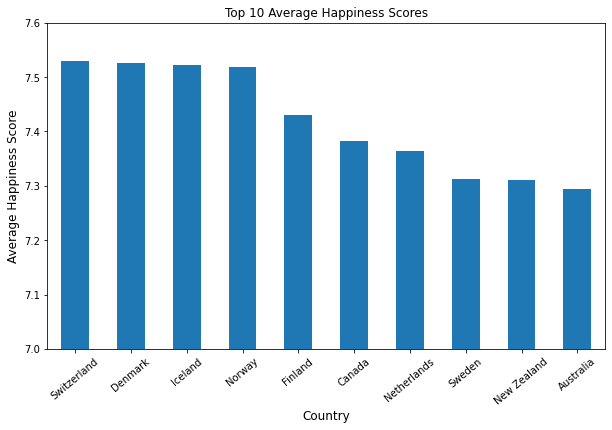 Top 10 Average Happiness Scores
Average Happiness Score
7.6
7.5
7.4
7.3
7.2
7.1
7.0
Switzerland
Denmark
Iceland
Norway
Finland
Canada
Netherlands
Sweden
New Zealand
Australia
Country